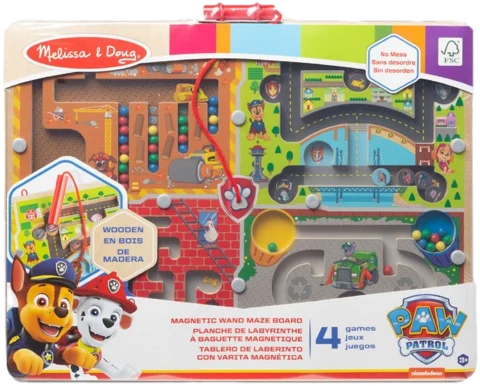 Melissa & Doug
No Mess
Sans désordre
Sin desorden
FSC
WOODEN
EN BOIS
DE MADERA
MAGNETIC WAND MAZE BOARD
PLANCHE DE LABYRINTHE
À BAGUETTE MAGNÉTIQUE
TABLERO DE LABERINTO
CON VARITA MAGNÉTICA
4 games
jeux
juegos
PAW
PATROL
nickelodeon